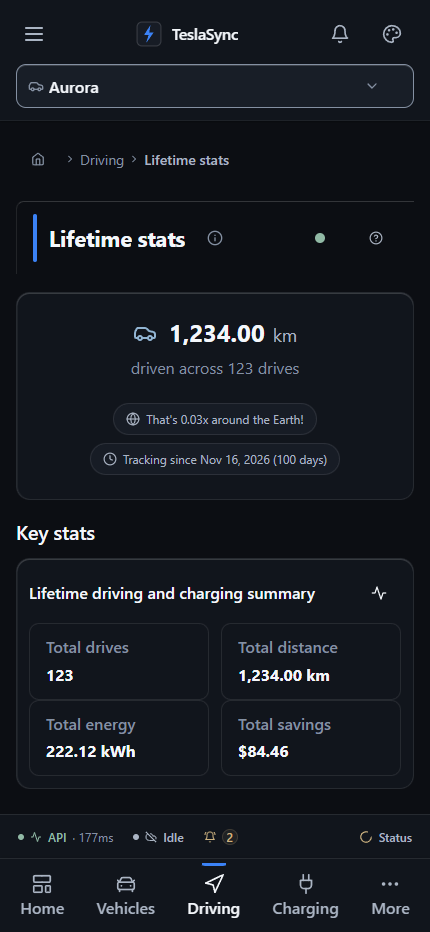 TeslaSync
Aurora
Driving
Lifetime stats
Lifetime stats
1,234.00 km
driven across 123 drives
That's 0.03x around the Earth!
Tracking since Nov 16, 2026 (100 days)
Key stats
Lifetime driving and charging summary
Total drives
123
Total distance
1,234.00 km
Total energy
222.12 kWh
Total savings
$84.46
API · 177ms
Idle
2
Status
Home
Vehicles
Driving
Charging
More